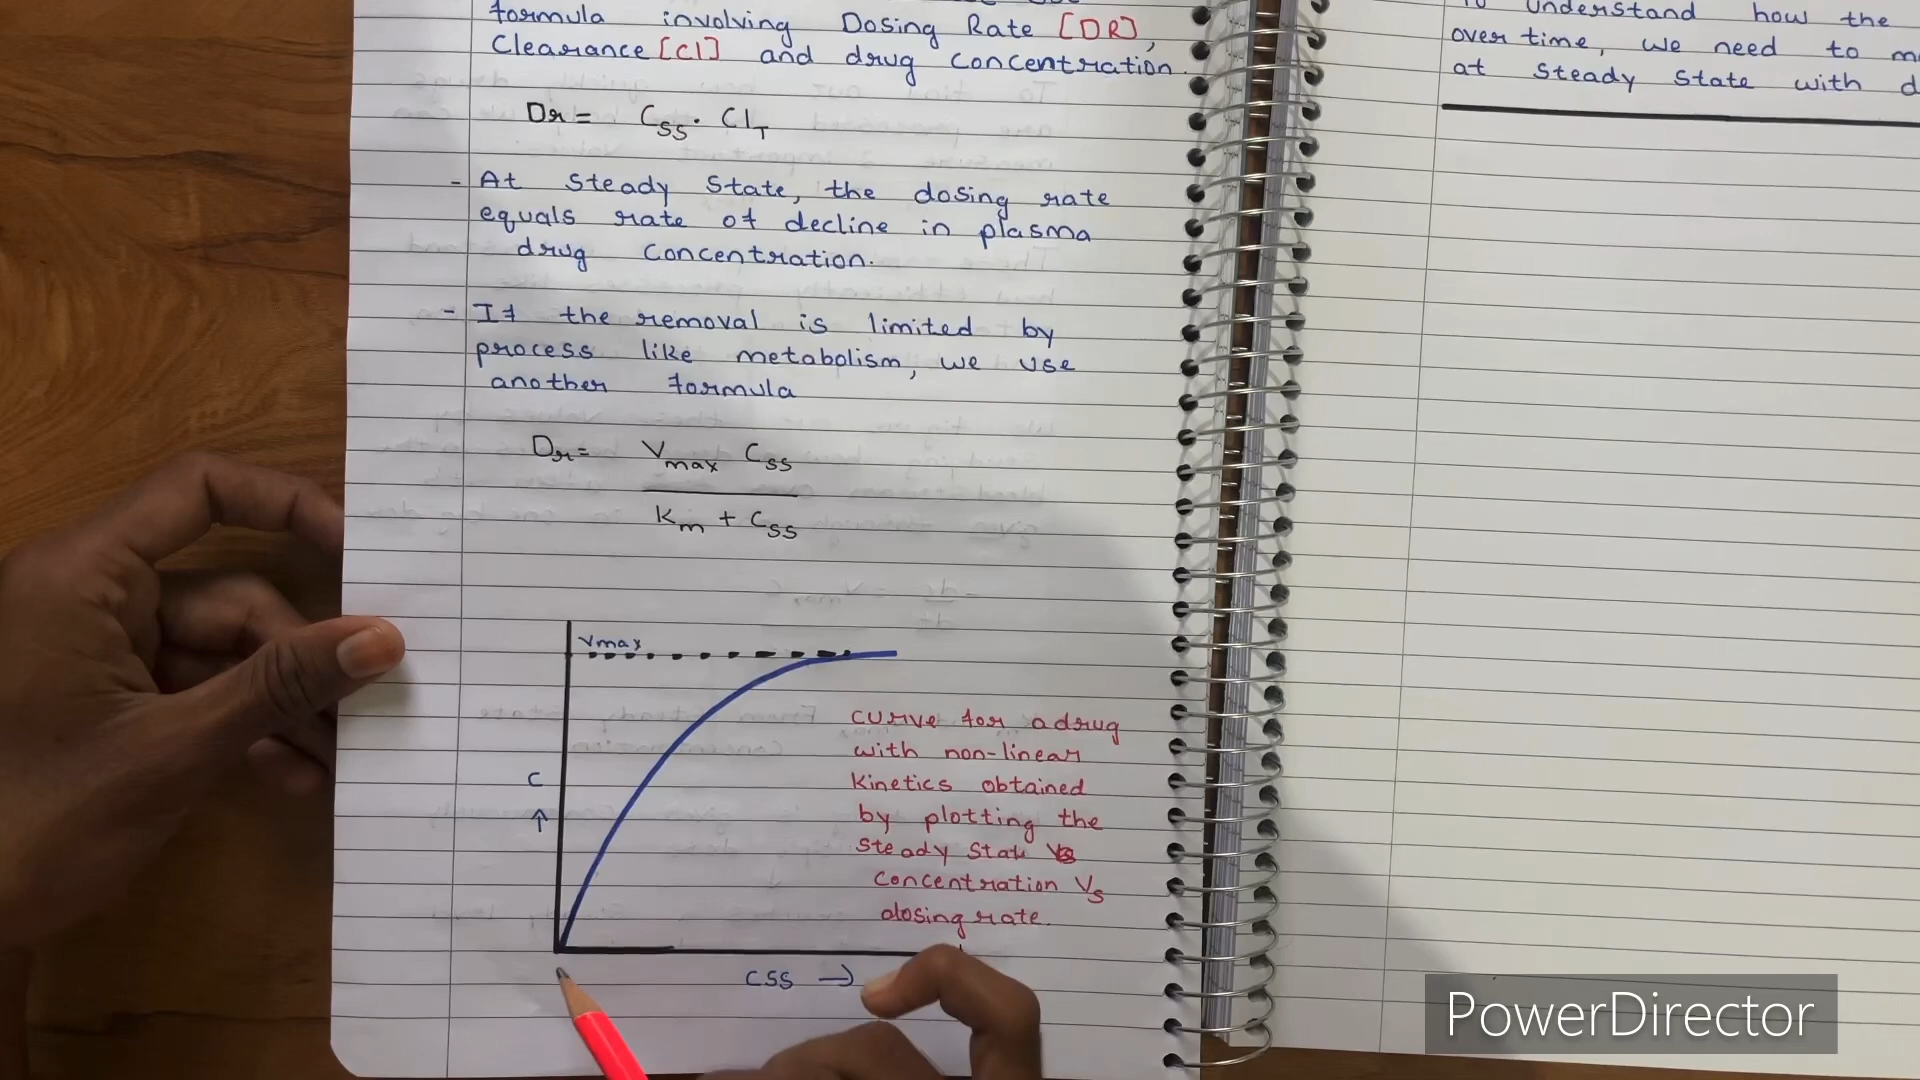 formula involving Dosing Rate [DR],
Clearance [Cl] and drug concentration.
Dr = Css . ClT
- At steady state, the dosing rate
equals rate of decline in plasma
drug concentration.
- If the removal is limited by
process like metabolism, we use
another formula
Dr = Vmax Css
Km + Css
Vmax
C
↑
curve for a drug
with non-linear
kinetics obtained
by plotting the
steady state
concentration Vs
dosing rate.
CSS →
understand how the
over time, we need to
at steady state with
PowerDirector